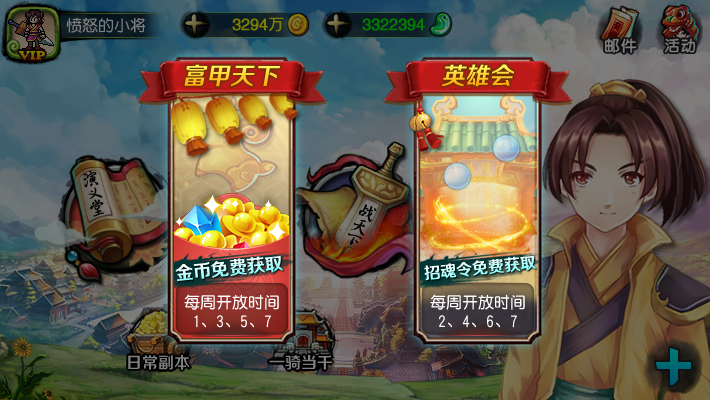 愤怒的小将
3294万
3322394
VIP
邮件
活动
富甲天下
英雄会
演义堂
战天下
金币免费获取
招魂令免费获取
每周开放时间
1、3、5、7
每周开放时间
2、4、6、7
日常副本
一骑当千